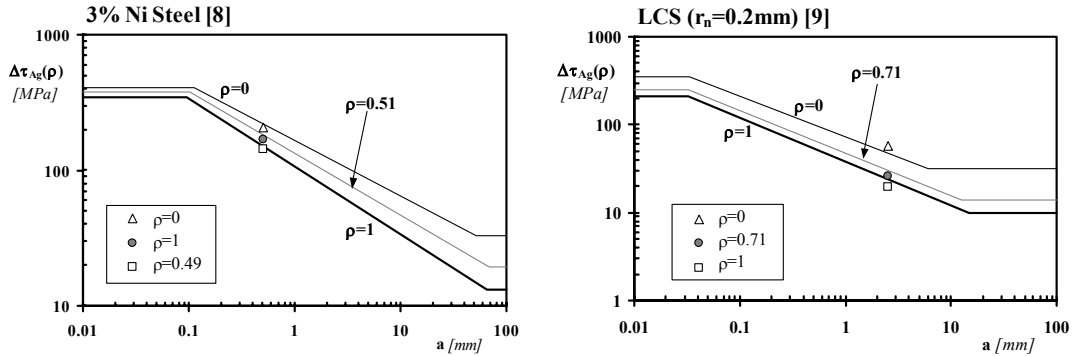 3% Ni Steel [8]
1000
Δτ_Ag(ρ)
[MPa]
100
10
ρ=0
ρ=0.51
ρ=1
ρ=0
ρ=1
ρ=0.49
0.01
0.1
1
10
100
a [mm]
LCS (r_n=0.2mm) [9]
1000
Δτ_Ag(ρ)
[MPa]
100
10
1
ρ=0.71
ρ=0
ρ=1
ρ=0
ρ=0.71
ρ=1
0.01
0.1
1
10
100
a [mm]